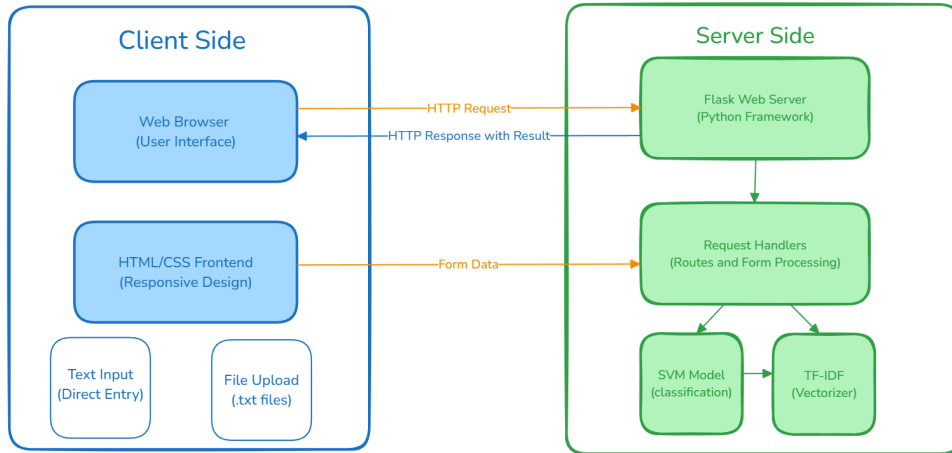 Client Side
Server Side
Web Browser
(User Interface)
HTTP Request
HTTP Response with Result
Flask Web Server
(Python Framework)
HTML/CSS Frontend
(Responsive Design)
Form Data
Request Handlers
(Routes and Form Processing)
Text Input
(Direct Entry)
File Upload
(.txt files)
SVM Model
(classification)
TF-IDF
(Vectorizer)